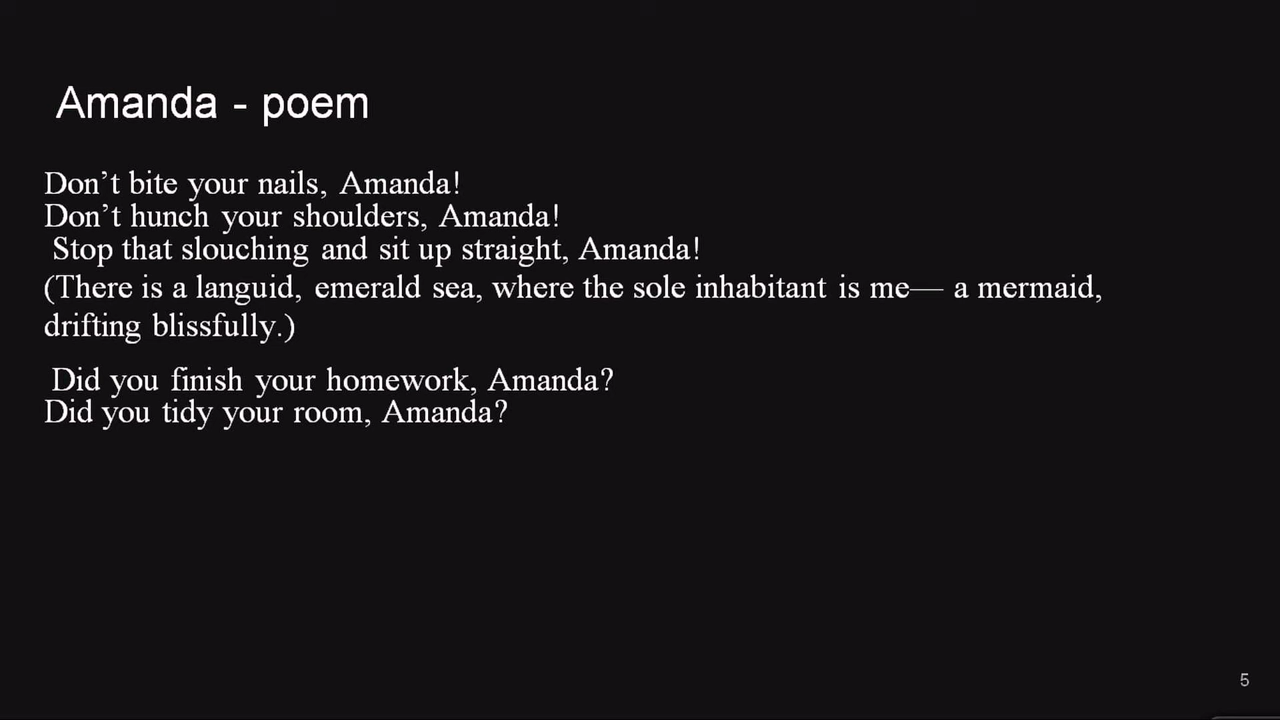 Amanda - poem
Don’t bite your nails, Amanda!
Don’t hunch your shoulders, Amanda!
Stop that slouching and sit up straight, Amanda!
(There is a languid, emerald sea, where the sole inhabitant is me— a mermaid,
drifting blissfully.)
Did you finish your homework, Amanda?
Did you tidy your room, Amanda?
5